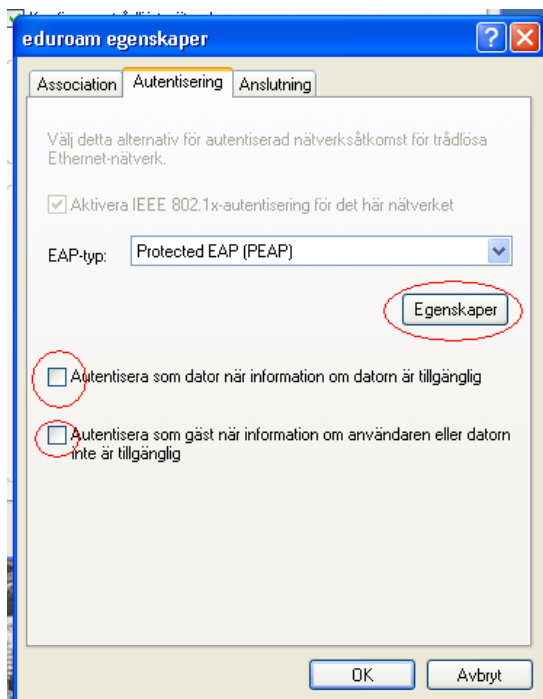 eduroam egenskaper
Association Autentisering Anslutning
Välj detta alternativ för autentiserad nätverksåtkomst för trådlösa
Ethernet-nätverk.
Aktivera IEEE 802.1x-autentisering för det här nätverket
EAP-typ: Protected EAP (PEAP)
Egenskaper
Autentisera som dator när information om datorn är tillgänglig
Autentisera som gäst när information om användaren eller datorn
inte är tillgänglig
OK Avbryt